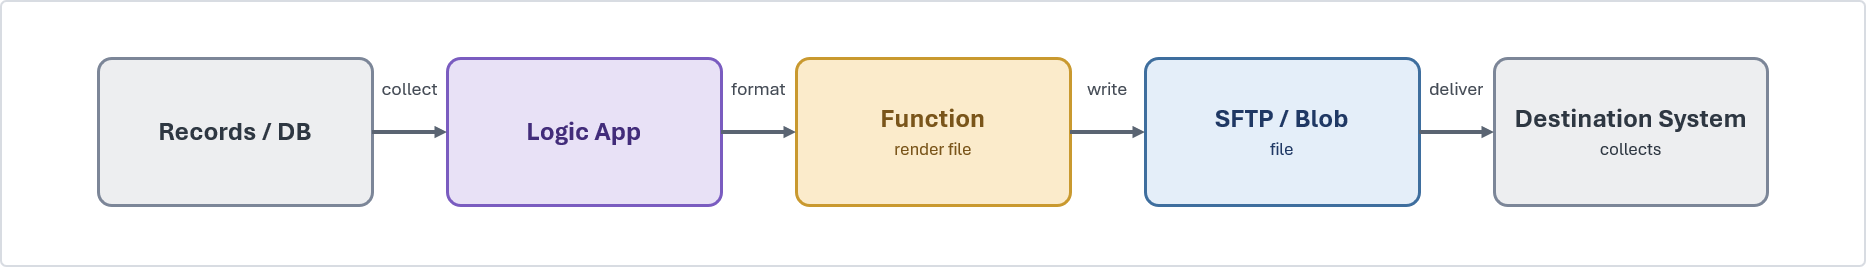 Records / DB
collect
Logic App
format
Function
render file
write
SFTP / Blob
file
deliver
Destination System
collects